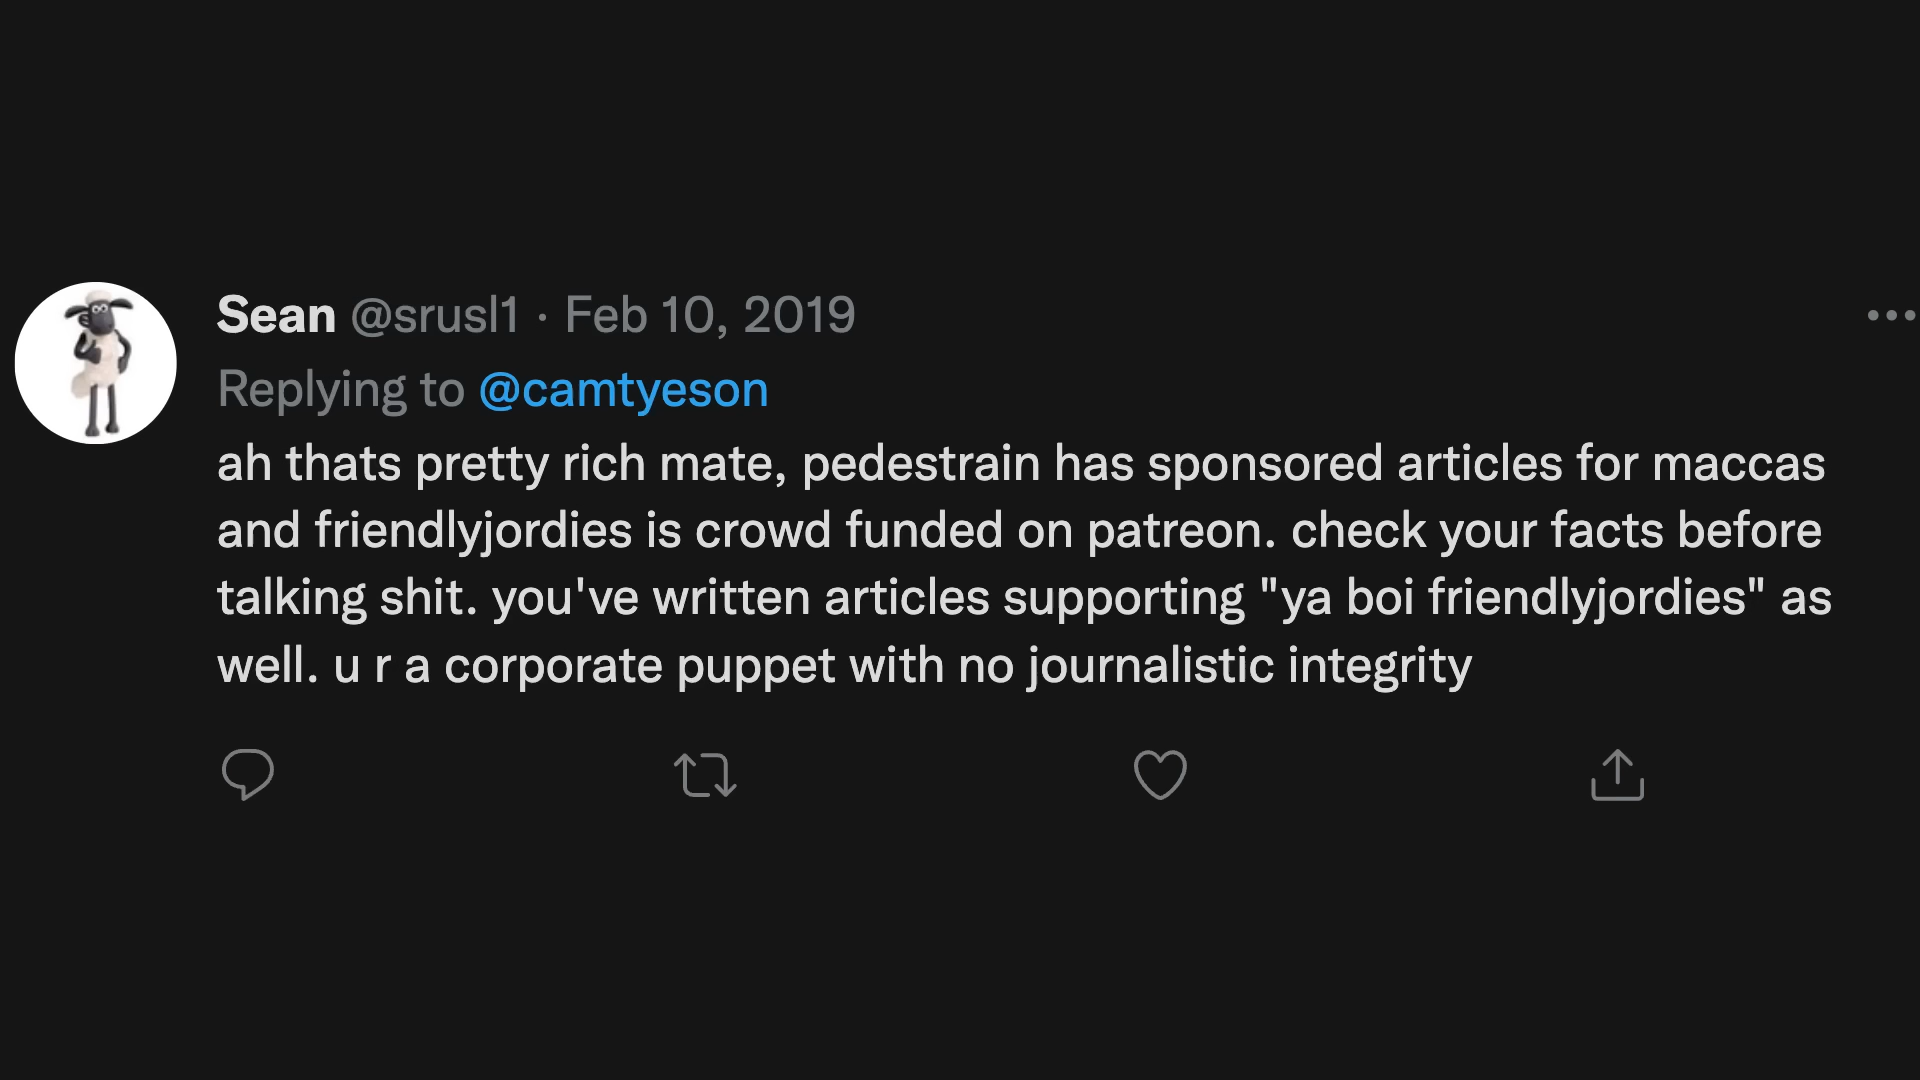 Sean @srusl1 · Feb 10, 2019
Replying to @camtyeson
ah thats pretty rich mate, pedestrain has sponsored articles for maccas
and friendlyjordies is crowd funded on patreon. check your facts before
talking shit. you've written articles supporting "ya boi friendlyjordies" as
well. u r a corporate puppet with no journalistic integrity